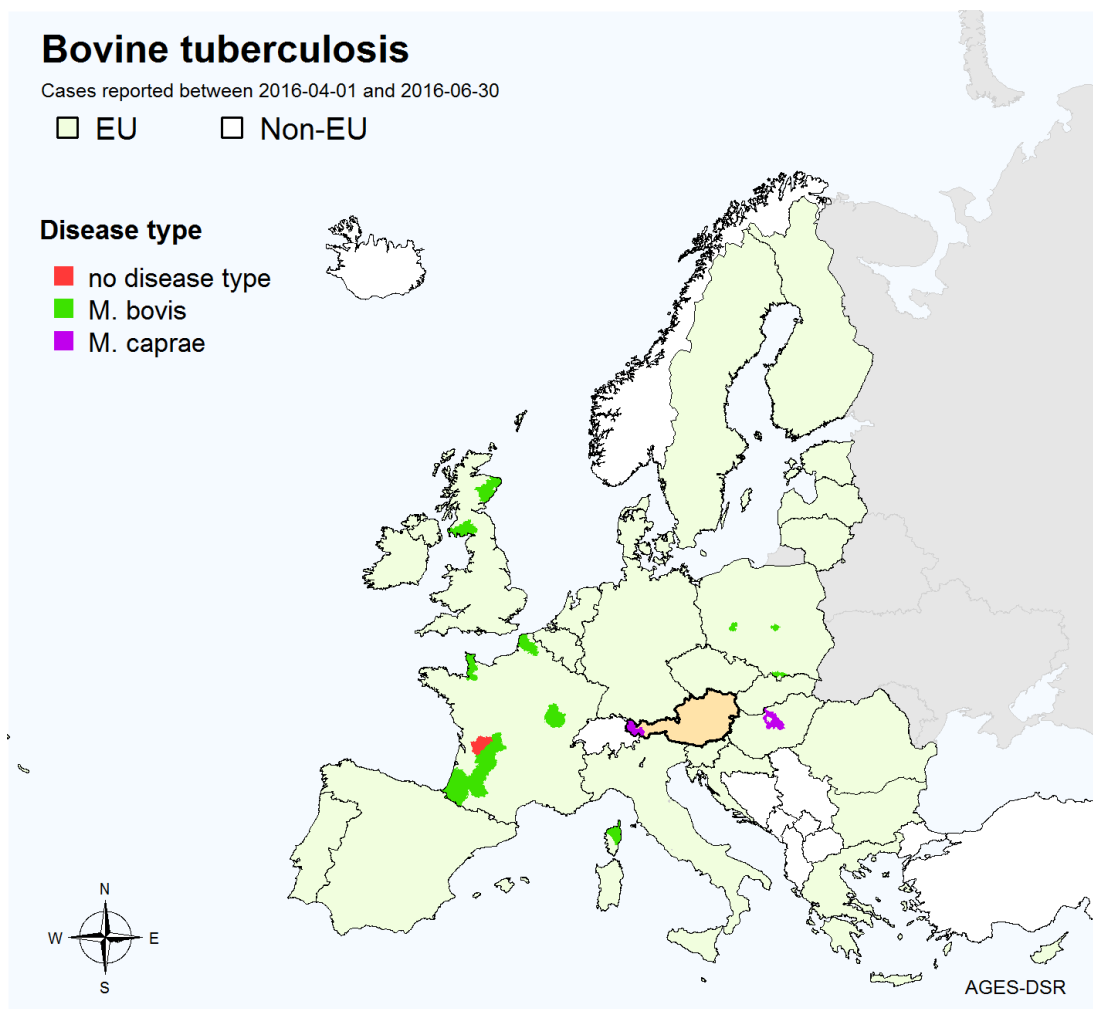 Bovine tuberculosis
Cases reported between 2016-04-01 and 2016-06-30
EU Non-EU
Disease type
no disease type
M. bovis
M. caprae
N
W E
S
AGES-DSR